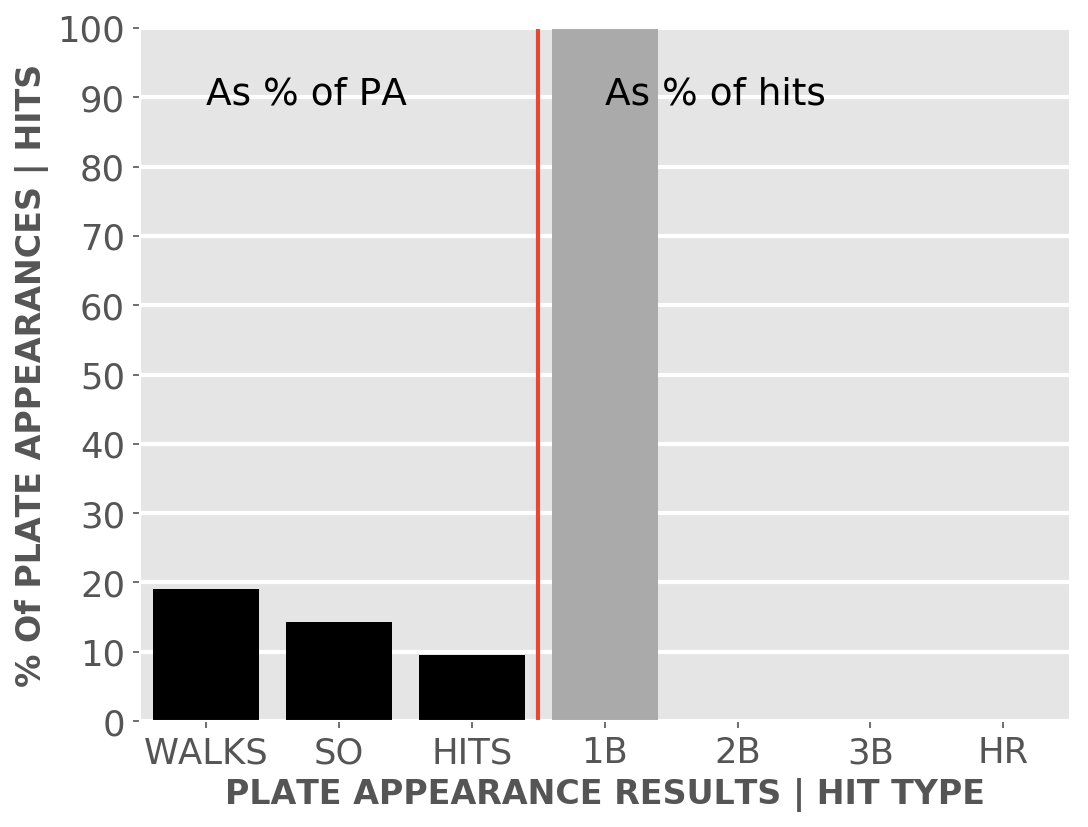 % Of PLATE APPEARANCES | HITS
100
90
80
70
60
50
40
30
20
10
0
As % of PA
As % of hits
WALKS SO HITS 1B 2B 3B HR
PLATE APPEARANCE RESULTS | HIT TYPE